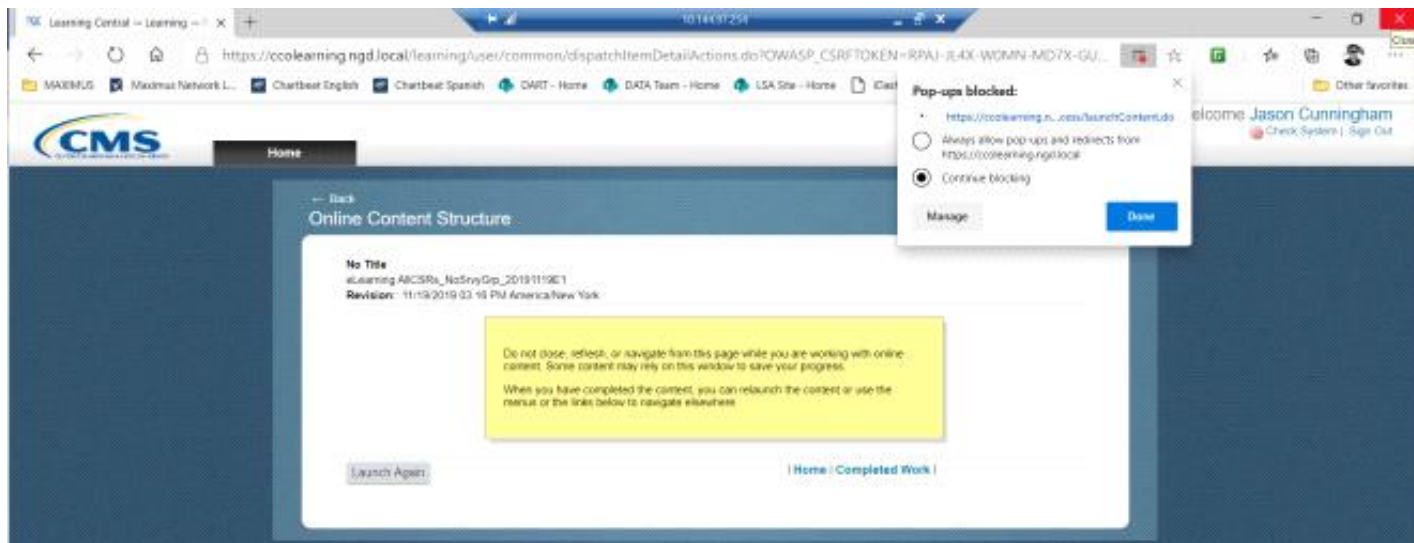 Learning Central - Learning -
10.14.97.254
https://ccolearning.ngd.local/learning/user/common/dispatchItemDetailActions.do?OWASP_CSRFTOKEN=RPAJ-JL4X-W0MN-MD7X-GU...
MAXIMUS Maximus Network L... Chartbeat English Chartbeat Spanish DART - Home DATA Team - Home LSA Site - Home Other favorites
Pop-ups blocked:
https://ccolearning.n...cess/launchContent.do
Always allow pop-ups and redirects from
https://ccolearning.ngd.local
Continue blocking
Manage Done
elcome Jason Cunningham
Check System | Sign Out
CMS
Home
← Back
Online Content Structure
No Title
eLearning AllCSRs_NoSrvyGrp_20191119E1
Revision: 11/19/2019 03:16 PM America/New York
Do not close, refresh, or navigate from this page while you are working with online
content. Some content may rely on this window to save your progress.
When you have completed the content, you can relaunch the content or use the
menus or the links below to navigate elsewhere.
Launch Again
| Home | Completed Work |